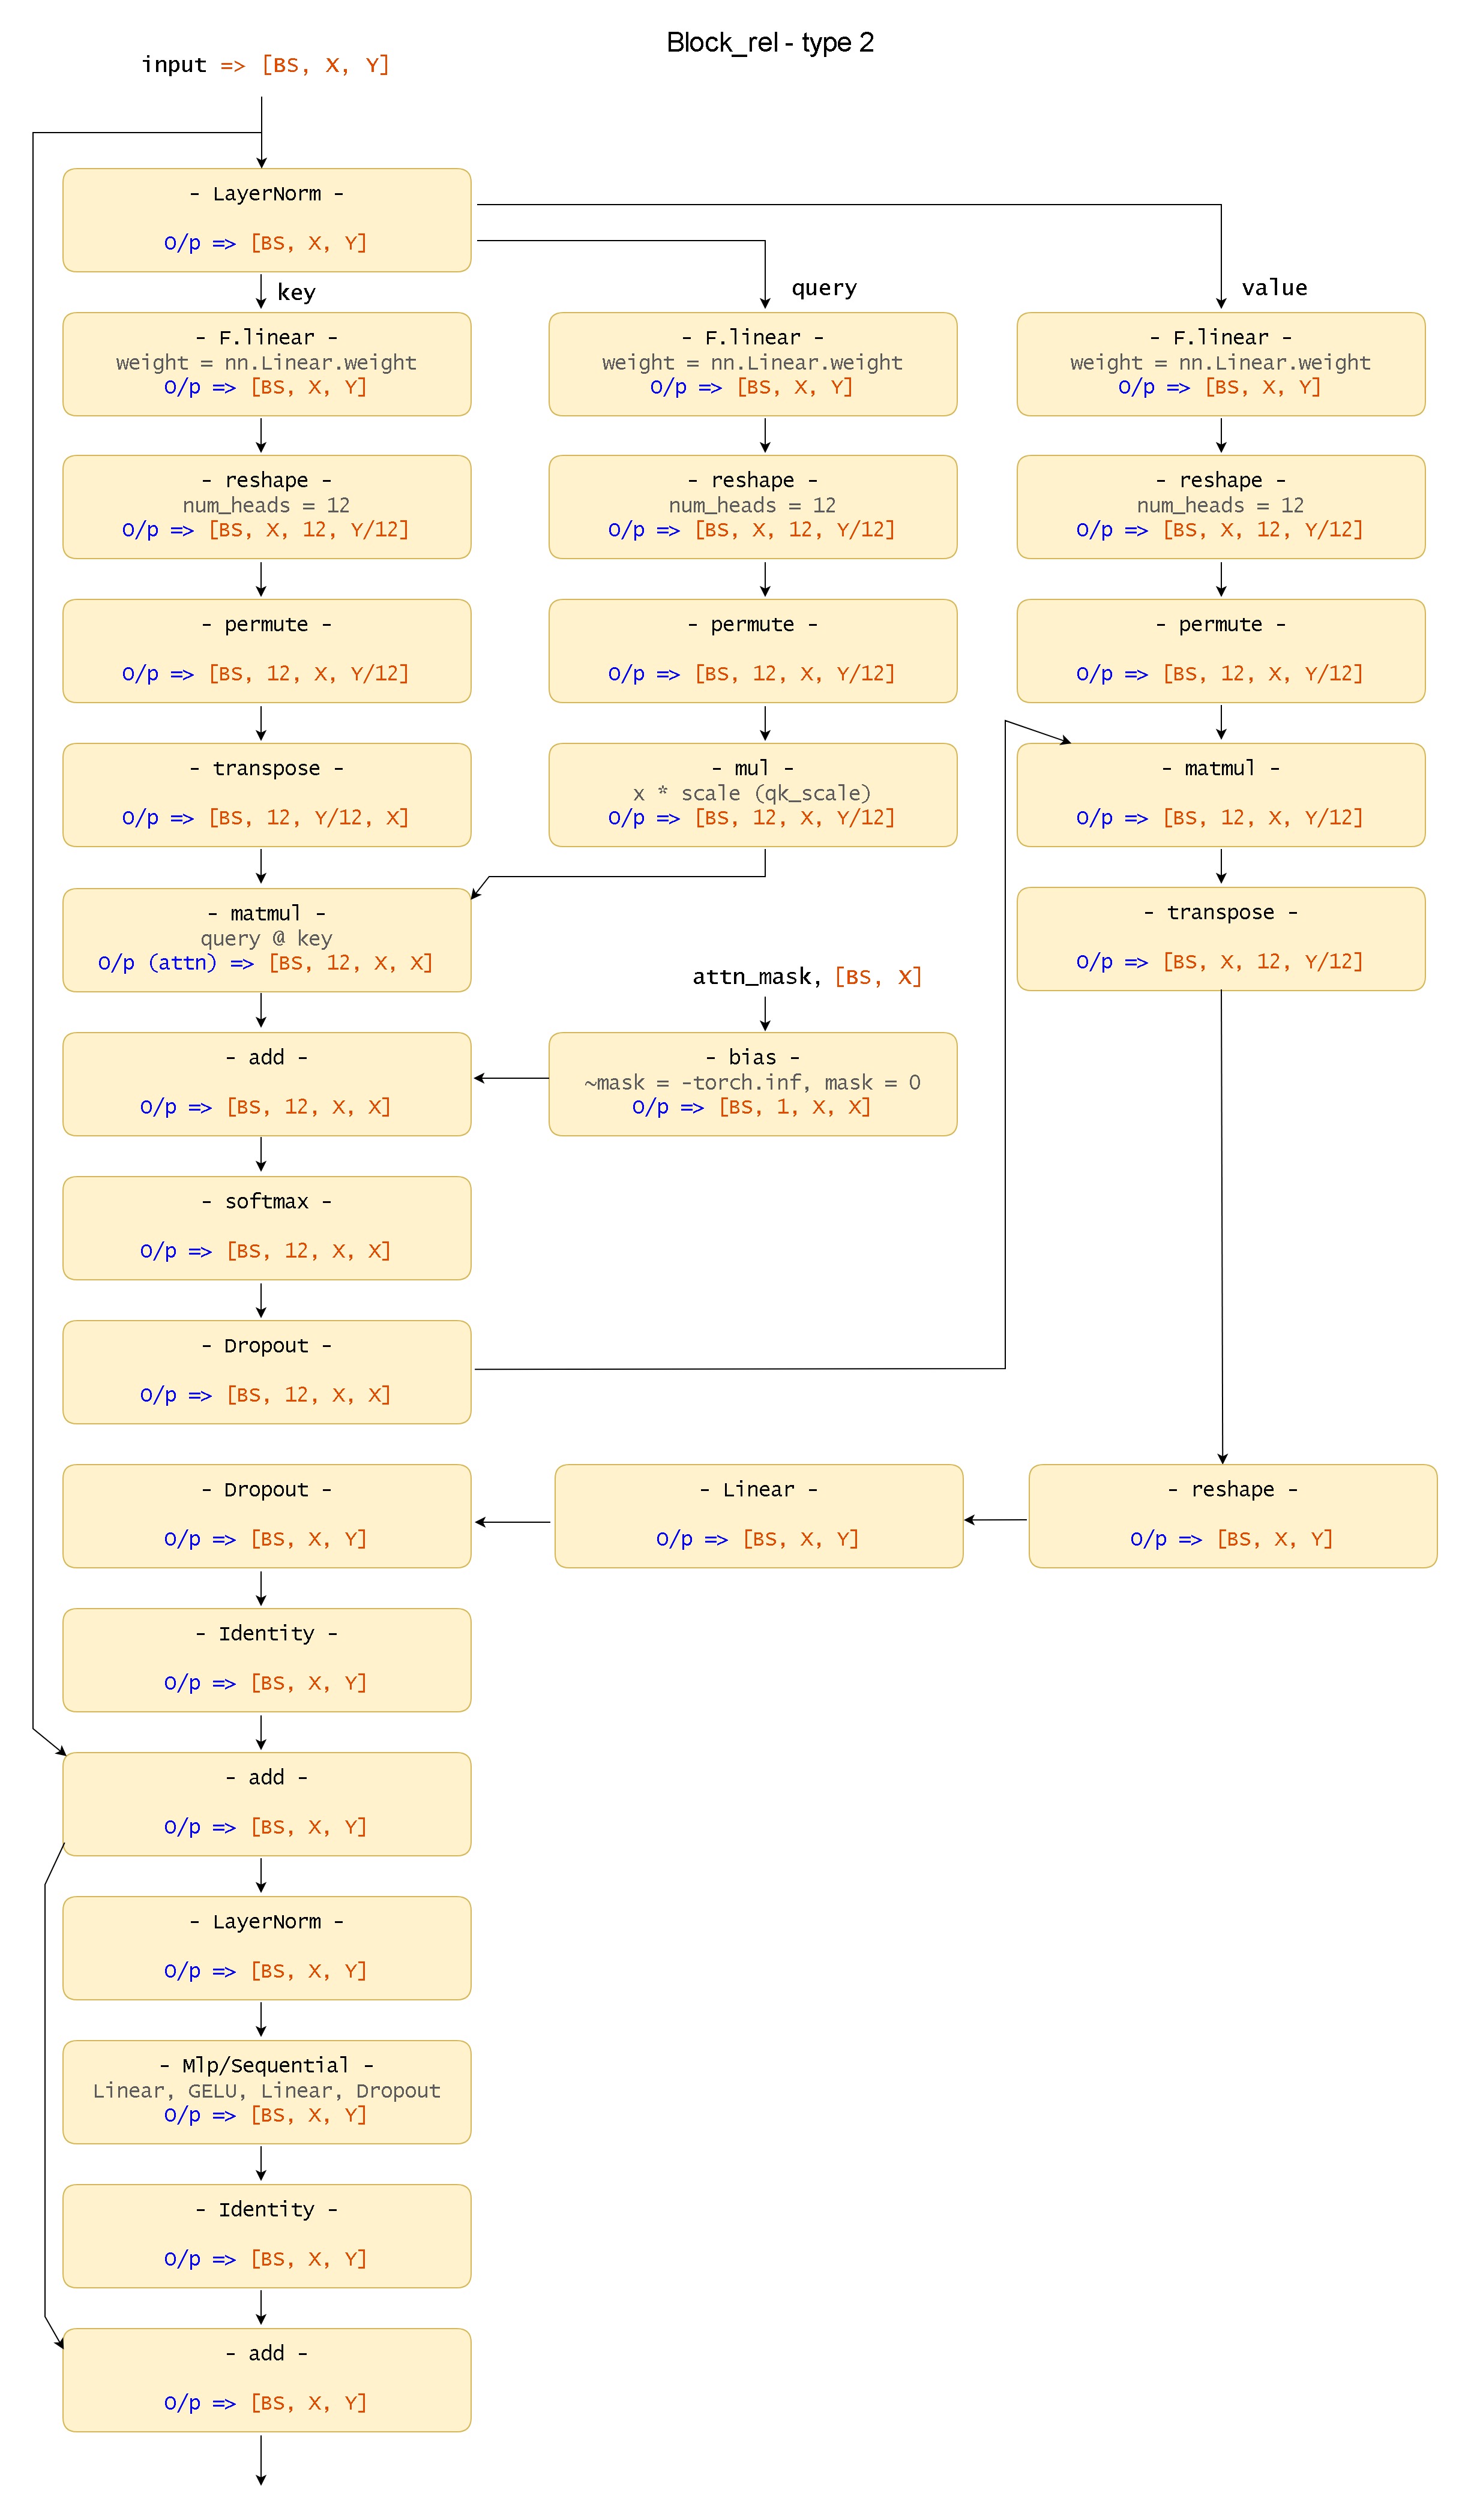 Block_rel - type 2
input => [BS, X, Y]
- LayerNorm -
O/p => [BS, X, Y]
key
query
value
- F.linear -
weight = nn.Linear.weight
O/p => [BS, X, Y]
- F.linear -
weight = nn.Linear.weight
O/p => [BS, X, Y]
- F.linear -
weight = nn.Linear.weight
O/p => [BS, X, Y]
- reshape -
num_heads = 12
O/p => [BS, X, 12, Y/12]
- reshape -
num_heads = 12
O/p => [BS, X, 12, Y/12]
- reshape -
num_heads = 12
O/p => [BS, X, 12, Y/12]
- permute -
O/p => [BS, 12, X, Y/12]
- permute -
O/p => [BS, 12, X, Y/12]
- permute -
O/p => [BS, 12, X, Y/12]
- transpose -
O/p => [BS, 12, Y/12, X]
- mul -
x * scale (qk_scale)
O/p => [BS, 12, X, Y/12]
- matmul -
O/p => [BS, 12, X, Y/12]
- matmul -
query @ key
O/p (attn) => [BS, 12, X, X]
- transpose -
O/p => [BS, X, 12, Y/12]
attn_mask, [BS, X]
- add -
O/p => [BS, 12, X, X]
- bias -
~mask = -torch.inf, mask = 0
O/p => [BS, 1, X, X]
- softmax -
O/p => [BS, 12, X, X]
- Dropout -
O/p => [BS, 12, X, X]
- Dropout -
O/p => [BS, X, Y]
- Linear -
O/p => [BS, X, Y]
- reshape -
O/p => [BS, X, Y]
- Identity -
O/p => [BS, X, Y]
- add -
O/p => [BS, X, Y]
- LayerNorm -
O/p => [BS, X, Y]
- Mlp/Sequential -
Linear, GELU, Linear, Dropout
O/p => [BS, X, Y]
- Identity -
O/p => [BS, X, Y]
- add -
O/p => [BS, X, Y]